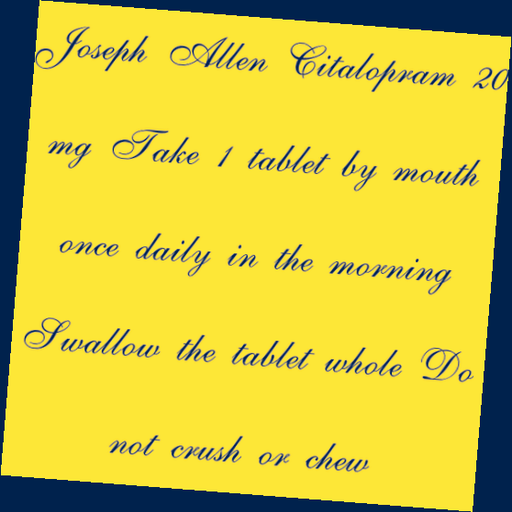 Joseph Allen Citalopram 20
mg Take 1 tablet by mouth
once daily in the morning
Swallow the tablet whole Do
not crush or chew